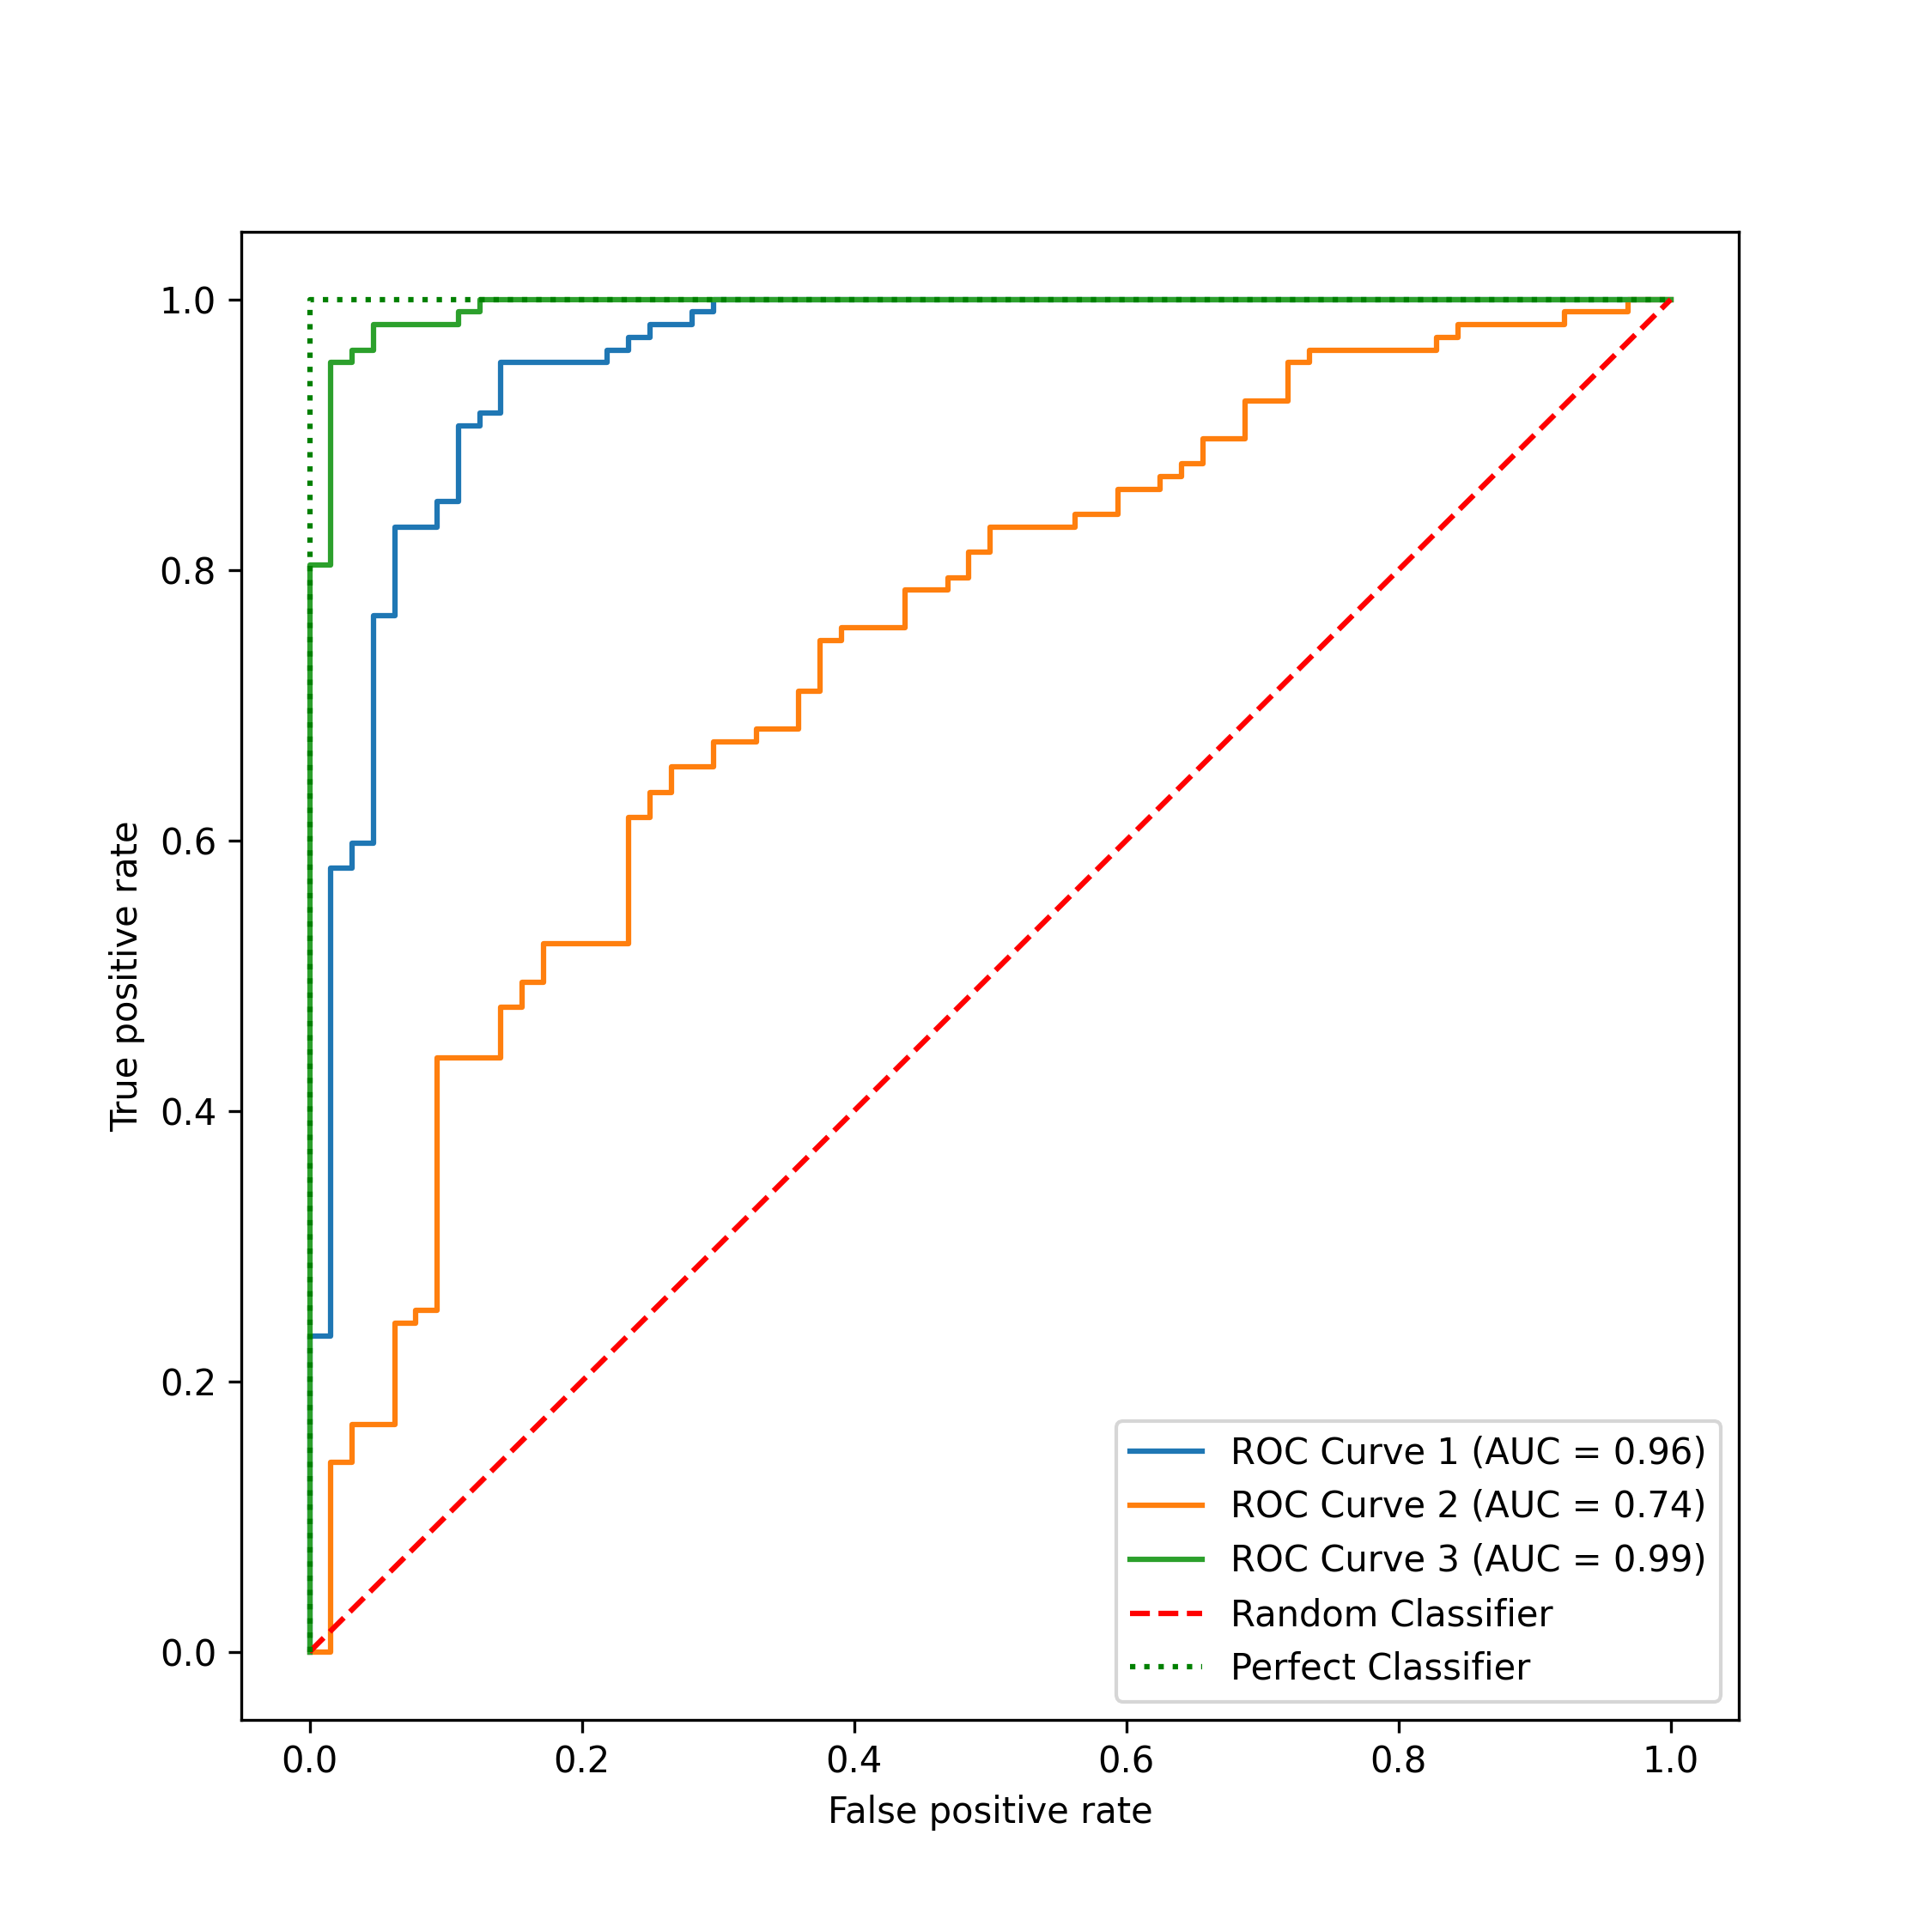 1.0
0.8
0.6
0.4
0.2
0.0
True positive rate
0.0 0.2 0.4 0.6 0.8 1.0
False positive rate
ROC Curve 1 (AUC = 0.96)
ROC Curve 2 (AUC = 0.74)
ROC Curve 3 (AUC = 0.99)
Random Classifier
Perfect Classifier